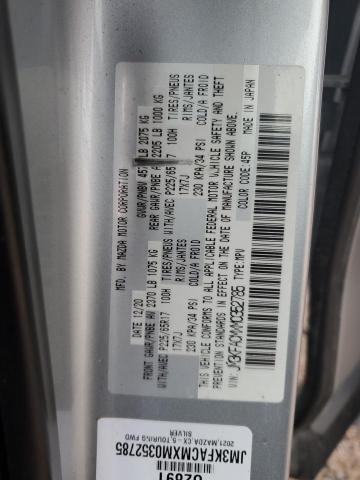 MFD. BY MAZDA MOTOR CORPORATION
DATE 12/20 GVWR/PNBV 457 LB 2075 KG
FRONT GAWR/PNBE AV 2370 LB 1075 KG REAR GAWR/PNBE A 2205 LB 1000 KG
WITH/AVEC P225/65R17 100H TIRES/PNEUS WITH/AVEC P225/65 17 100H TIRES/PNEUS
17X7J RIMS/JANTES 17X7J RIMS/JANTES
230 KPA/34 PSI COLD/A FROID 230 KPA/34 PSI COLD/A FROID
THIS VEHICLE CONFORMS TO ALL APPLICABLE FEDERAL MOTOR VEHICLE SAFETY AND BUMPER STANDARDS IN EFFECT ON THE DATE OF MANUFACTURE SHOWN ABOVE.
VIN: JM3KFACMXM0352785 TYPE: MPV COLOR CODE: 45P MADE IN JAPAN
JM3KFACMXM0352785
2021,MAZDA,CX - 5,TOURING FWD
SILVER